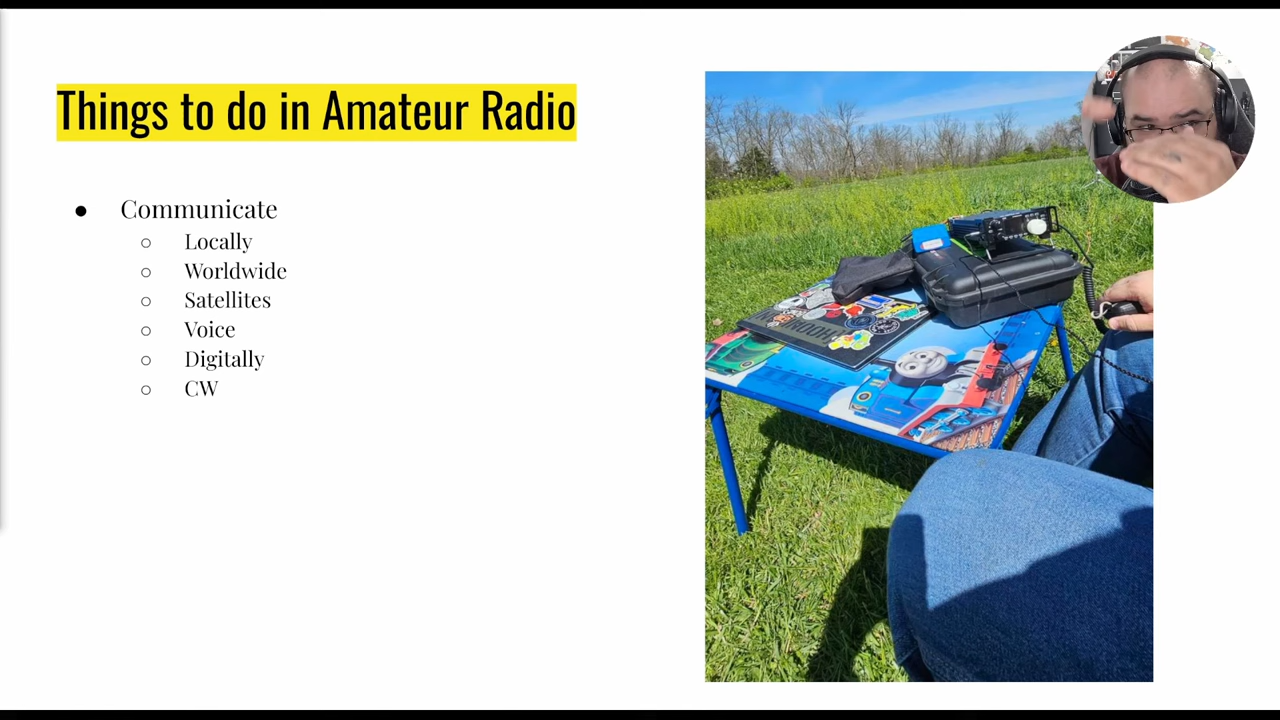 Things to do in Amateur Radio
● Communicate
○ Locally
○ Worldwide
○ Satellites
○ Voice
○ Digitally
○ CW